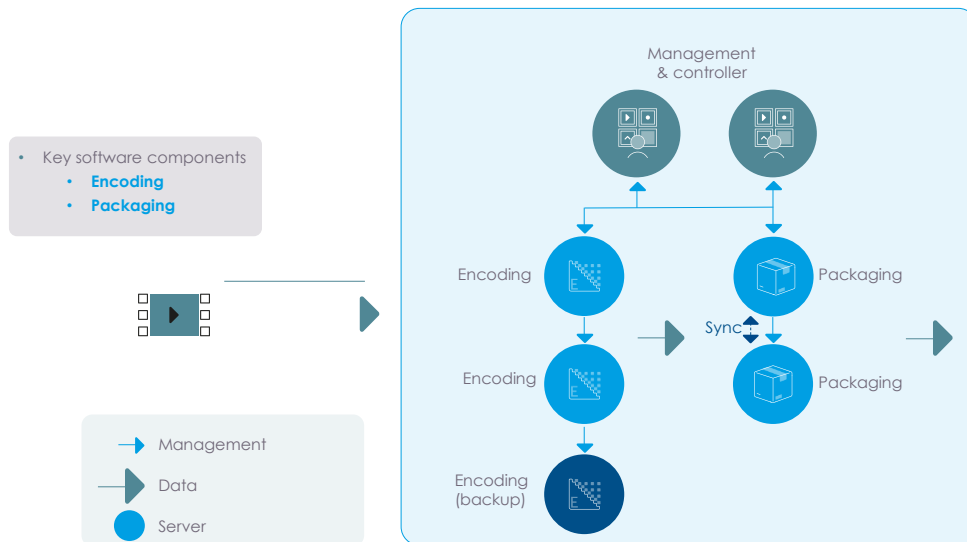 Management
& controller
• Key software components
• Encoding
• Packaging
Encoding
Packaging
Sync
Encoding
Packaging
Encoding
(backup)
Management
Data
Server
E
E
E